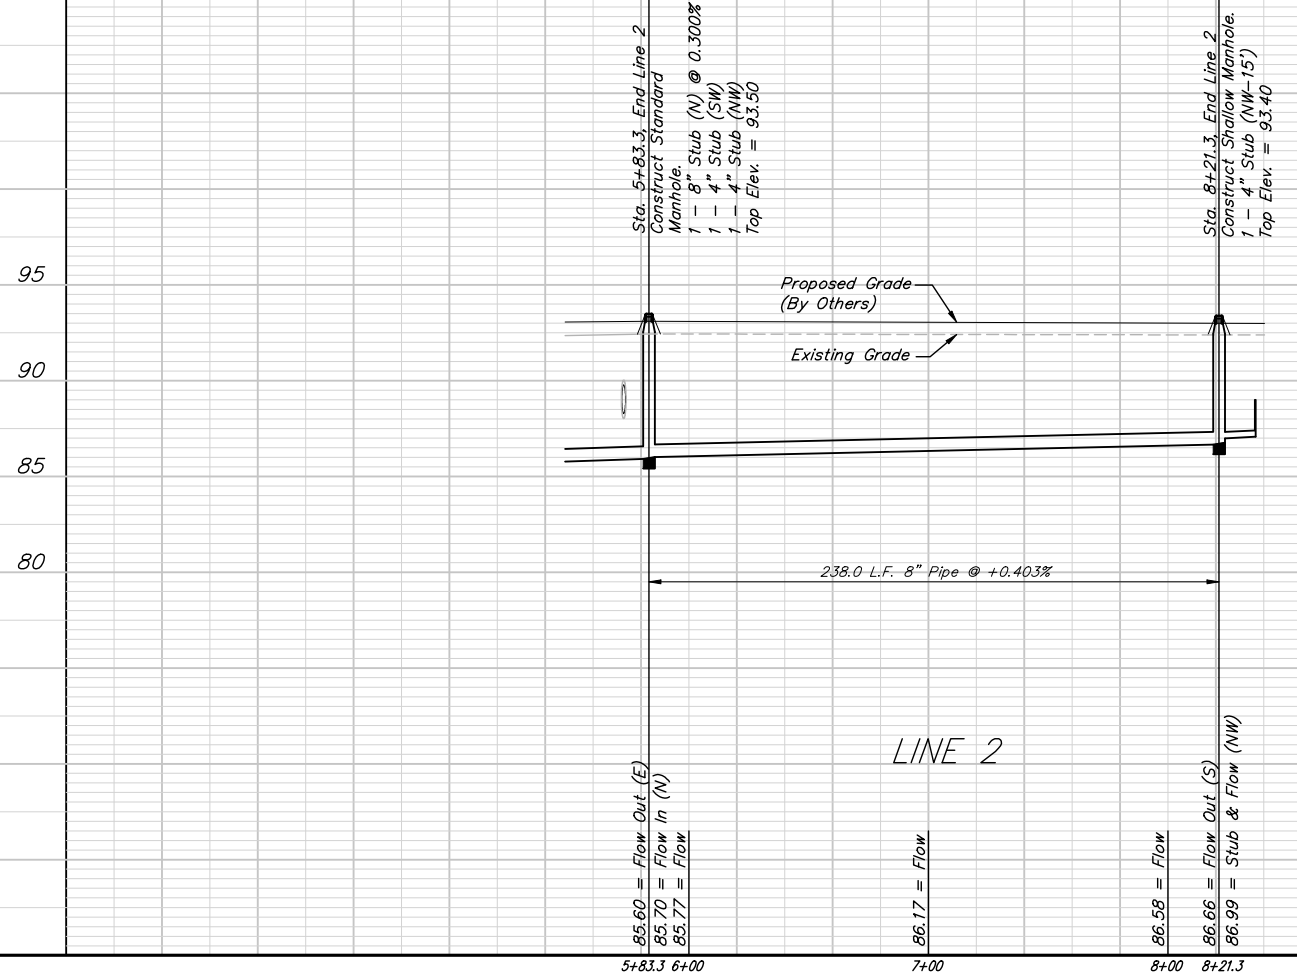 Sta. 5+83.3, End Line 2
Construct Standard
Manhole.
1 - 8" Stub (N) @ 0.300%
1 - 4" Stub (SW)
1 - 4" Stub (NW)
Top Elev. = 93.50
Sta. 8+21.3, End Line 2
Construct Shallow Manhole.
1 - 4" Stub (NW-15')
Top Elev. = 93.40
95
90
85
80
Proposed Grade
(By Others)
Existing Grade
238.0 L.F. 8" Pipe @ +0.403%
LINE 2
85.60 = Flow Out (E)
85.70 = Flow In (N)
85.77 = Flow
86.17 = Flow
86.58 = Flow
86.66 = Flow Out (S)
86.99 = Stub & Flow (NW)
5+83.3 6+00 7+00 8+00 8+21.3